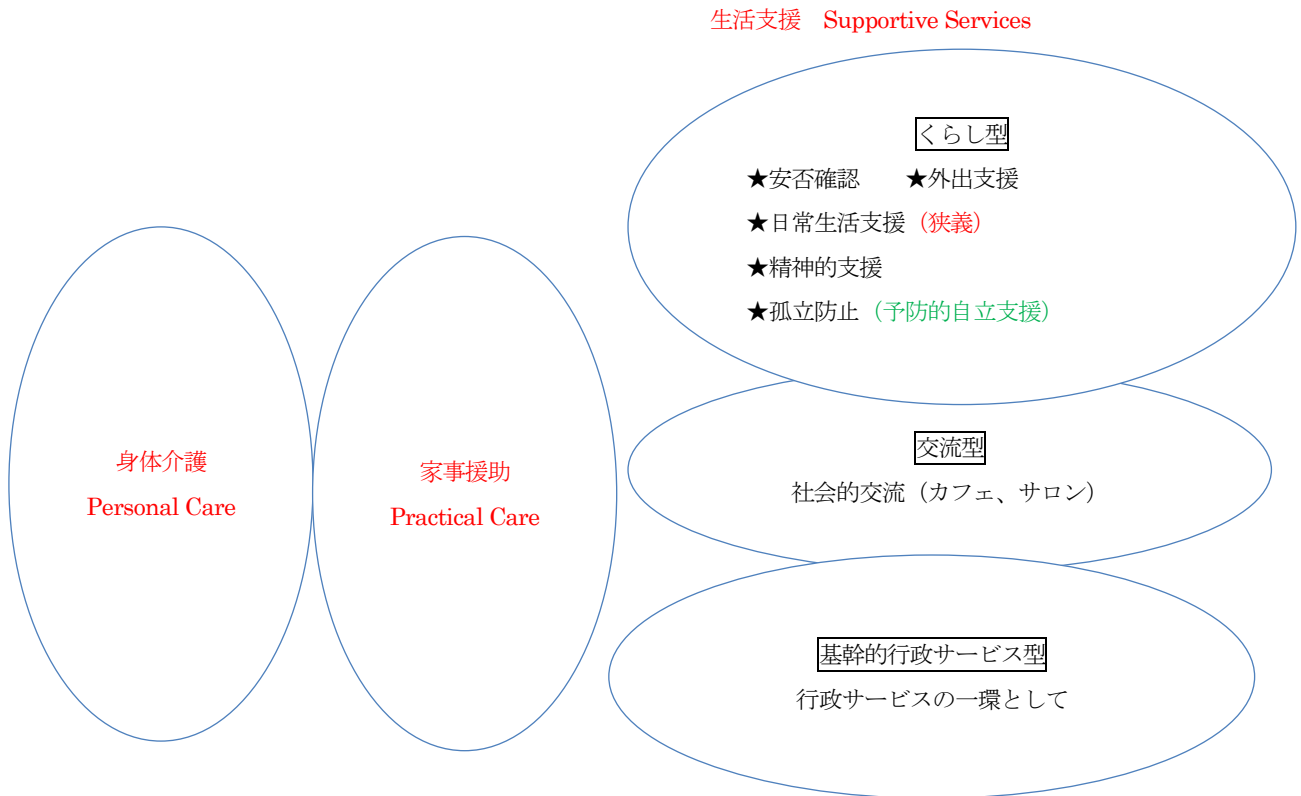 生活支援　Supportive Services
くらし型
★安否確認　　★外出支援
★日常生活支援（狭義）
★精神的支援
★孤立防止（予防的自立支援）
身体介護
Personal Care
家事援助
Practical Care
交流型
社会的交流（カフェ、サロン）
基幹的行政サービス型
行政サービスの一環として